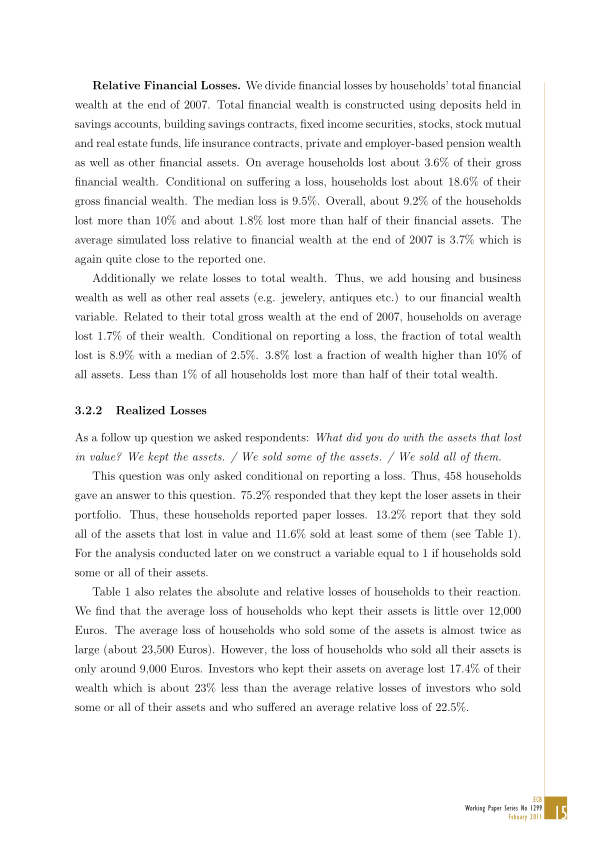 Relative Financial Losses. We divide financial losses by households' total financial
wealth at the end of 2007. Total financial wealth is constructed using deposits held in
savings accounts, building savings contracts, fixed income securities, stocks, stock mutual
and real estate funds, life insurance contracts, private and employer-based pension wealth
as well as other financial assets. On average households lost about 3.6% of their gross
financial wealth. Conditional on suffering a loss, households lost about 18.6% of their
gross financial wealth. The median loss is 9.5%. Overall, about 9.2% of the households
lost more than 10% and about 1.8% lost more than half of their financial assets. The
average simulated loss relative to financial wealth at the end of 2007 is 3.7% which is
again quite close to the reported one.
Additionally we relate losses to total wealth. Thus, we add housing and business
wealth as well as other real assets (e.g. jewelery, antiques etc.) to our financial wealth
variable. Related to their total gross wealth at the end of 2007, households on average
lost 1.7% of their wealth. Conditional on reporting a loss, the fraction of total wealth
lost is 8.9% with a median of 2.5%. 3.8% lost a fraction of wealth higher than 10% of
all assets. Less than 1% of all households lost more than half of their total wealth.
3.2.2 Realized Losses
As a follow up question we asked respondents: What did you do with the assets that lost
in value? We kept the assets. / We sold some of the assets. / We sold all of them.
This question was only asked conditional on reporting a loss. Thus, 458 households
gave an answer to this question. 75.2% responded that they kept the loser assets in their
portfolio. Thus, these households reported paper losses. 13.2% report that they sold
all of the assets that lost in value and 11.6% sold at least some of them (see Table 1).
For the analysis conducted later on we construct a variable equal to 1 if households sold
some or all of their assets.
Table 1 also relates the absolute and relative losses of households to their reaction.
We find that the average loss of households who kept their assets is little over 12,000
Euros. The average loss of households who sold some of the assets is almost twice as
large (about 23,500 Euros). However, the loss of households who sold all their assets is
only around 9,000 Euros. Investors who kept their assets on average lost 17.4% of their
wealth which is about 23% less than the average relative losses of investors who sold
some or all of their assets and who suffered an average relative loss of 22.5%.
ECB
Working Paper Series No 1299
February 2011
15